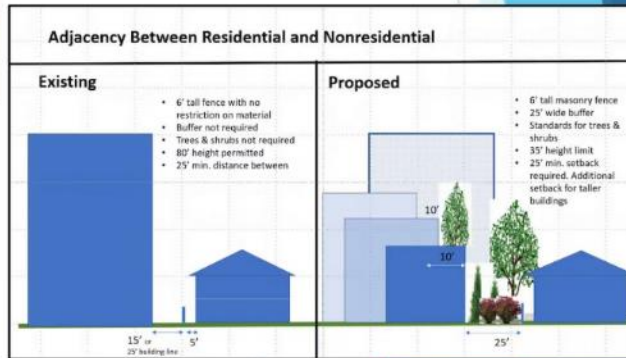 Adjacency Between Residential and Nonresidential
Existing
• 6' tall fence with no
restriction on material
• Buffer not required
• Trees & shrubs not required
• 80' height permitted
• 25' min. distance between
15' or
25' building line
5'
Proposed
• 6' tall masonry fence
• 25' wide buffer
• Standards for trees &
shrubs
• 35' height limit
• 25' min. setback
required. Additional
setback for taller
buildings
10'
10'
25'